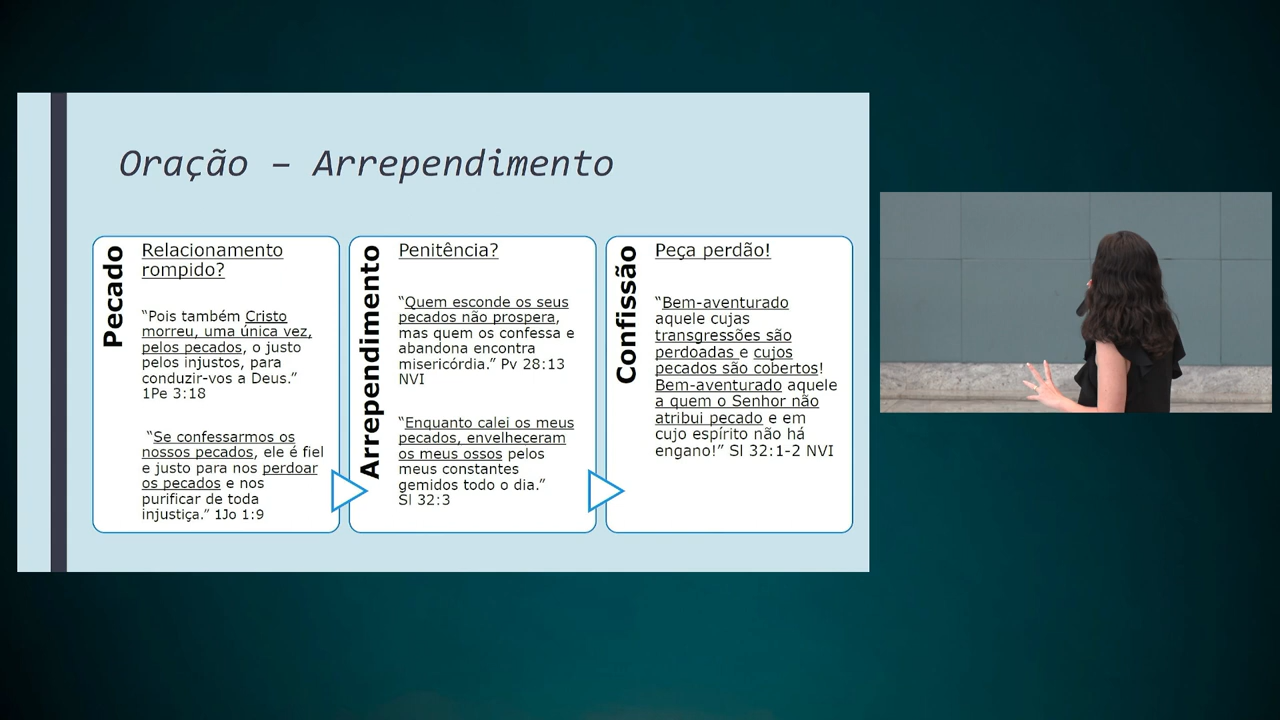 Oração – Arrependimento
Pecado
Relacionamento
rompido?
“Pois também Cristo
morreu, uma única vez,
pelos pecados, o justo
pelos injustos, para
conduzir-vos a Deus.”
1Pe 3:18
“Se confessarmos os
nossos pecados, ele é fiel
e justo para nos perdoar
os pecados e nos
purificar de toda
injustiça.” 1Jo 1:9
Arrependimento
Penitência?
“Quem esconde os seus
pecados não prospera,
mas quem os confessa e
abandona encontra
misericórdia.” Pv 28:13
NVI
“Enquanto calei os meus
pecados, envelheceram
os meus ossos pelos
meus constantes
gemidos todo o dia.”
Sl 32:3
Confissão
Peça perdão!
“Bem-aventurado
aquele cujas
transgressões são
perdoadas e cujos
pecados são cobertos!
Bem-aventurado aquele
a quem o Senhor não
atribui pecado e em
cujo espírito não há
engano!” Sl 32:1-2 NVI